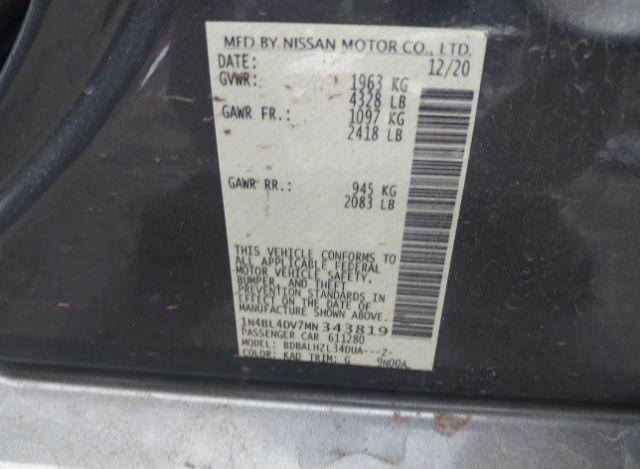 MFD.BY NISSAN MOTOR CO., LTD.
DATE: 12/20
GVWR: 1963 KG
4328 LB
GAWR FR.: 1097 KG
2418 LB
GAWR RR.: 945 KG
2083 LB
THIS VEHICLE CONFORMS TO
ALL APPLICABLE FEDERAL
MOTOR VEHICLE SAFETY,
BUMPER, AND THEFT
PREVENTION STANDARDS IN
EFFECT ON THE DATE OF
MANUFACTURE SHOWN ABOVE.
1N4BL4DV7MN343819
PASSENGER CAR 611280
MODEL: BDBALHZL34DUA---Z-
COLOR: KAD TRIM: G 9N00A